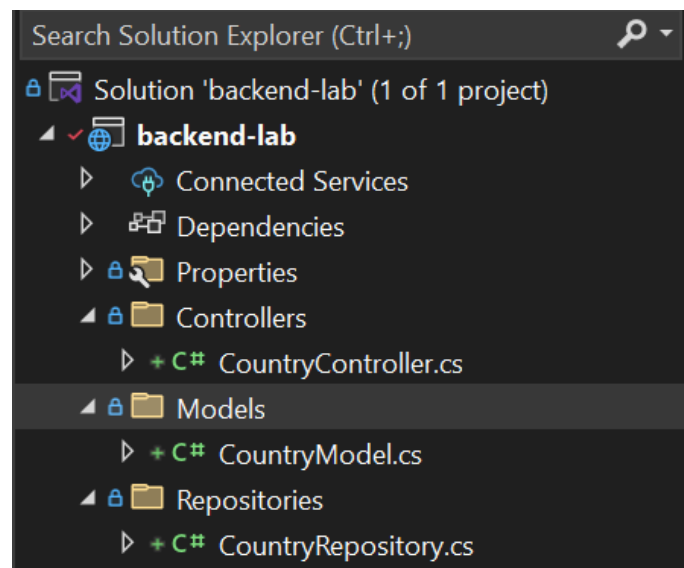 Search Solution Explorer (Ctrl+;)
Solution 'backend-lab' (1 of 1 project)
backend-lab
Connected Services
Dependencies
Properties
Controllers
+ C# CountryController.cs
Models
+ C# CountryModel.cs
Repositories
+ C# CountryRepository.cs